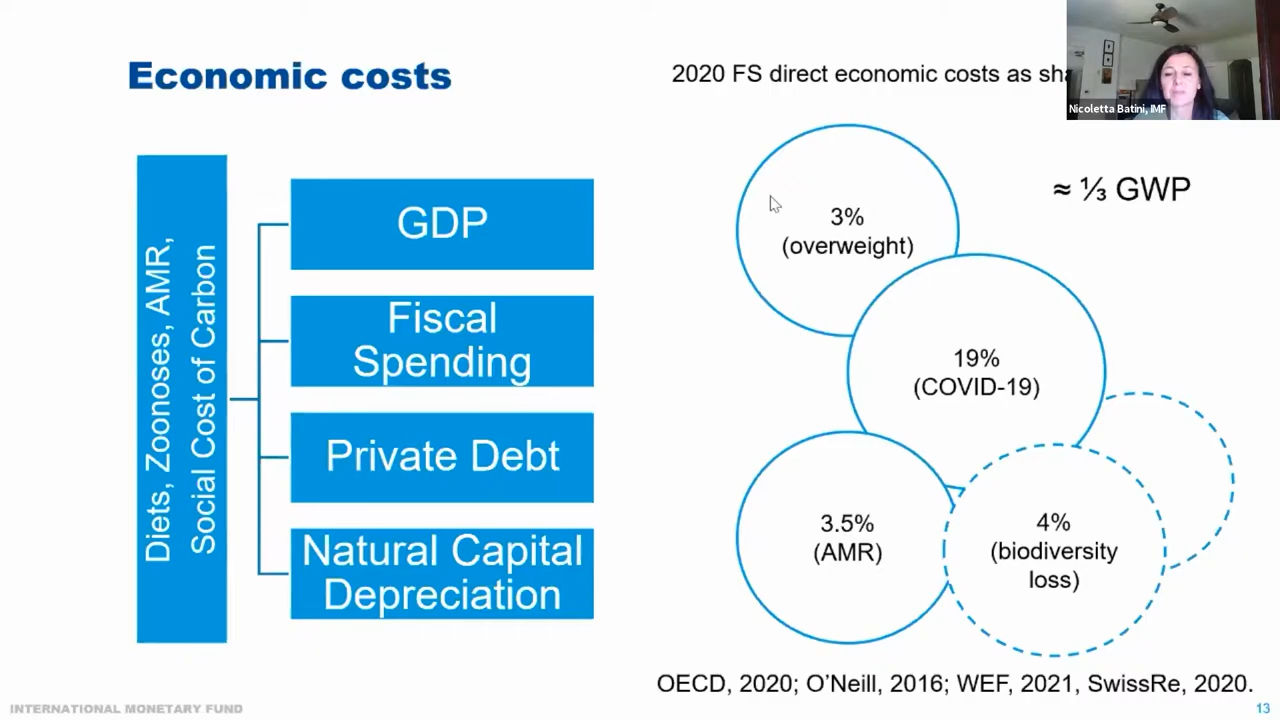 Economic costs
2020 FS direct economic costs as
Nicoletta Batini, IMF
≈ ⅓ GWP
Diets, Zoonoses, AMR,
Social Cost of Carbon
GDP
Fiscal
Spending
Private Debt
Natural Capital
Depreciation
3%
(overweight)
19%
(COVID-19)
3.5%
(AMR)
4%
(biodiversity
loss)
OECD, 2020; O’Neill, 2016; WEF, 2021, SwissRe, 2020.
INTERNATIONAL MONETARY FUND
13